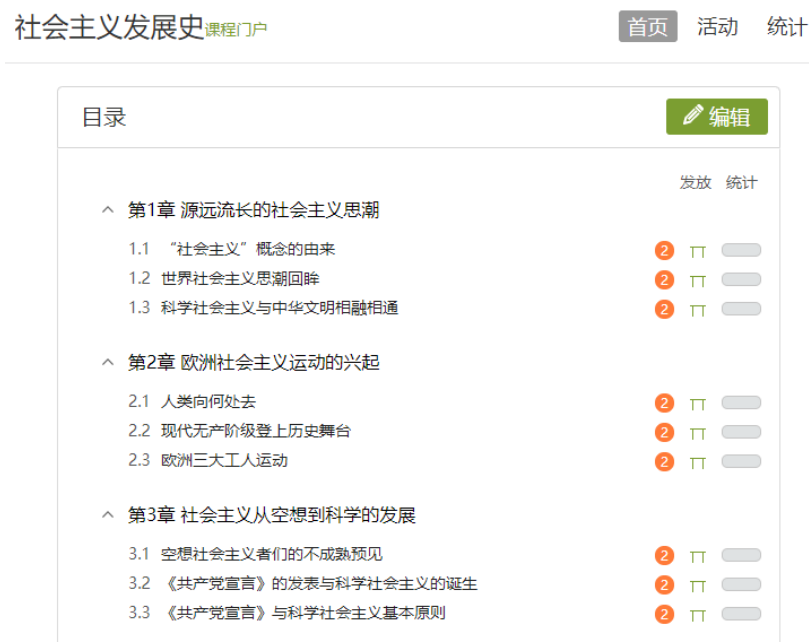 社会主义发展史课程门户 首页 活动 统计
目录 编辑
发放 统计
第1章 源远流长的社会主义思潮
1.1 “社会主义”概念的由来 2
1.2 世界社会主义思潮回眸 2
1.3 科学社会主义与中华文明相融相通 2
第2章 欧洲社会主义运动的兴起
2.1 人类向何处去 2
2.2 现代无产阶级登上历史舞台 2
2.3 欧洲三大工人运动 2
第3章 社会主义从空想到科学的发展
3.1 空想社会主义者们的不成熟预见 2
3.2 《共产党宣言》的发表与科学社会主义的诞生 2
3.3 《共产党宣言》与科学社会主义基本原则 2